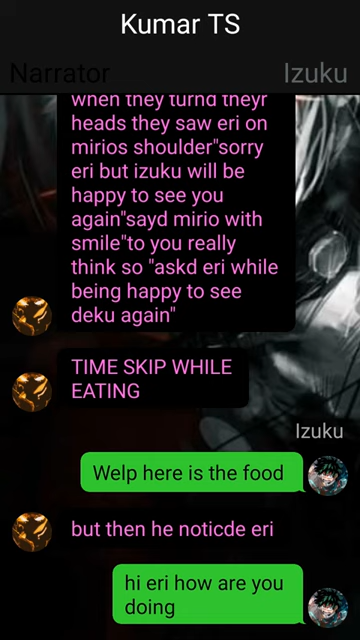 Kumar TS
Narrator
Izuku
when they turnd theyr
heads they saw eri on
mirios shoulder"sorry
eri but izuku will be
happy to see you
again"sayd mirio with
smile"to you really
think so "askd eri while
being happy to see
deku again"
TIME SKIP WHILE
EATING
Izuku
Welp here is the food
but then he noticde eri
hi eri how are you
doing